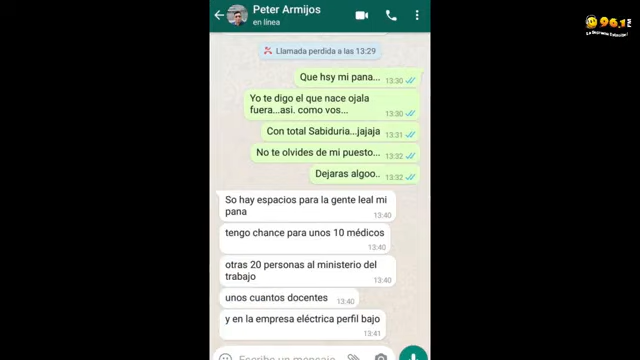 Peter Armijos
en línea
96.1
Llamada perdida a las 13:29
Que hsy mi pana...
13:30
Yo te digo el que nace ojala
fuera...asi. como vos...
13:30
Con total Sabiduria...jajaja
13:31
No te olvides de mi puesto...
13:32
Dejaras algoo..
13:32
So hay espacios para la gente leal mi
pana
13:40
tengo chance para unos 10 médicos
13:40
otras 20 personas al ministerio del
trabajo
13:40
unos cuantos docentes
13:40
y en la empresa eléctrica perfil bajo
13:41
Escribe un mensaje